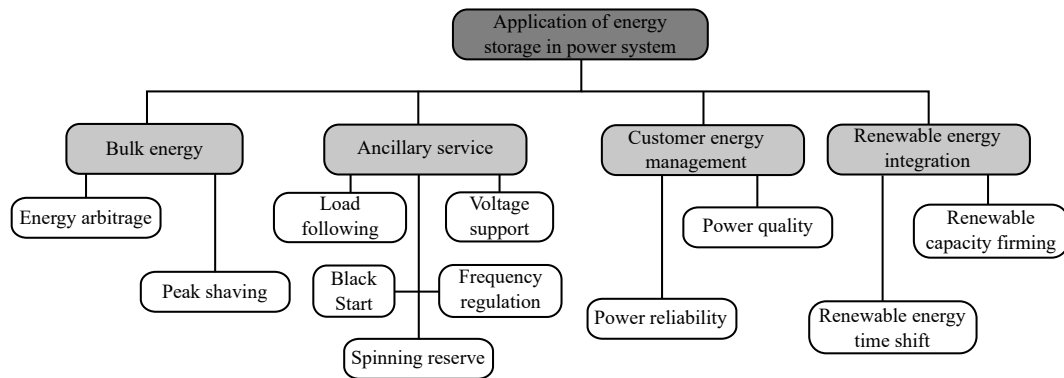 Application of energy
storage in power system
Bulk energy
Ancillary service
Customer energy
management
Renewable energy
integration
Energy arbitrage
Peak shaving
Load
following
Voltage
support
Black
Start
Frequency
regulation
Spinning reserve
Power quality
Power reliability
Renewable
capacity firming
Renewable energy
time shift